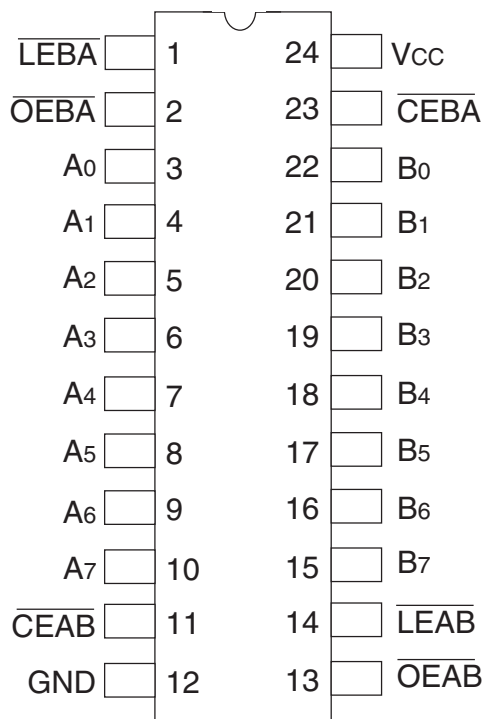 LEBA 1 24 VCC
OEBA 2 23 CEBA
A0 3 22 B0
A1 4 21 B1
A2 5 20 B2
A3 6 19 B3
A4 7 18 B4
A5 8 17 B5
A6 9 16 B6
A7 10 15 B7
CEAB 11 14 LEAB
GND 12 13 OEAB